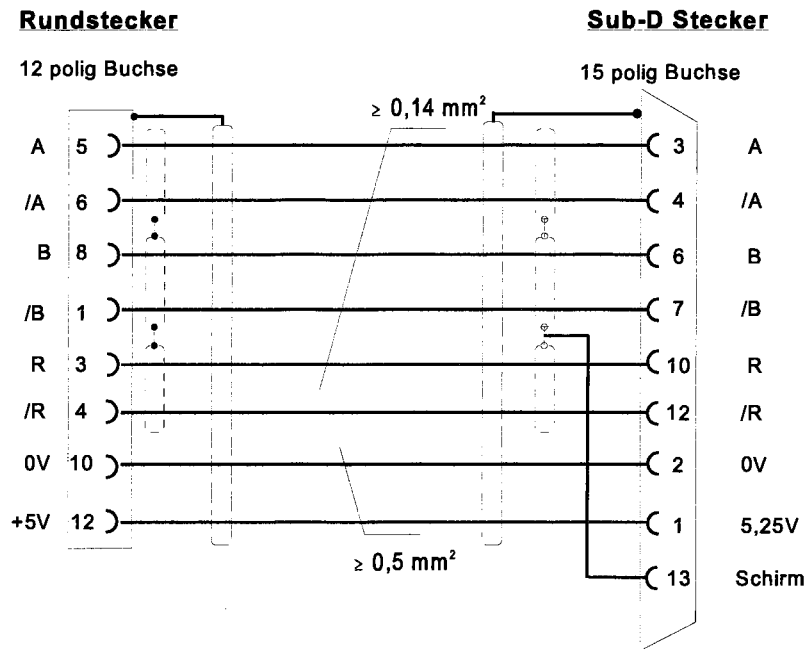 Rundstecker Sub-D Stecker
12 polig Buchse 15 polig Buchse
≥ 0,14 mm²
A 5 3 A
/A 6 4 /A
B 8 6 B
/B 1 7 /B
R 3 10 R
/R 4 12 /R
0V 10 2 0V
+5V 12 1 5,25V
≥ 0,5 mm²
13 Schirm